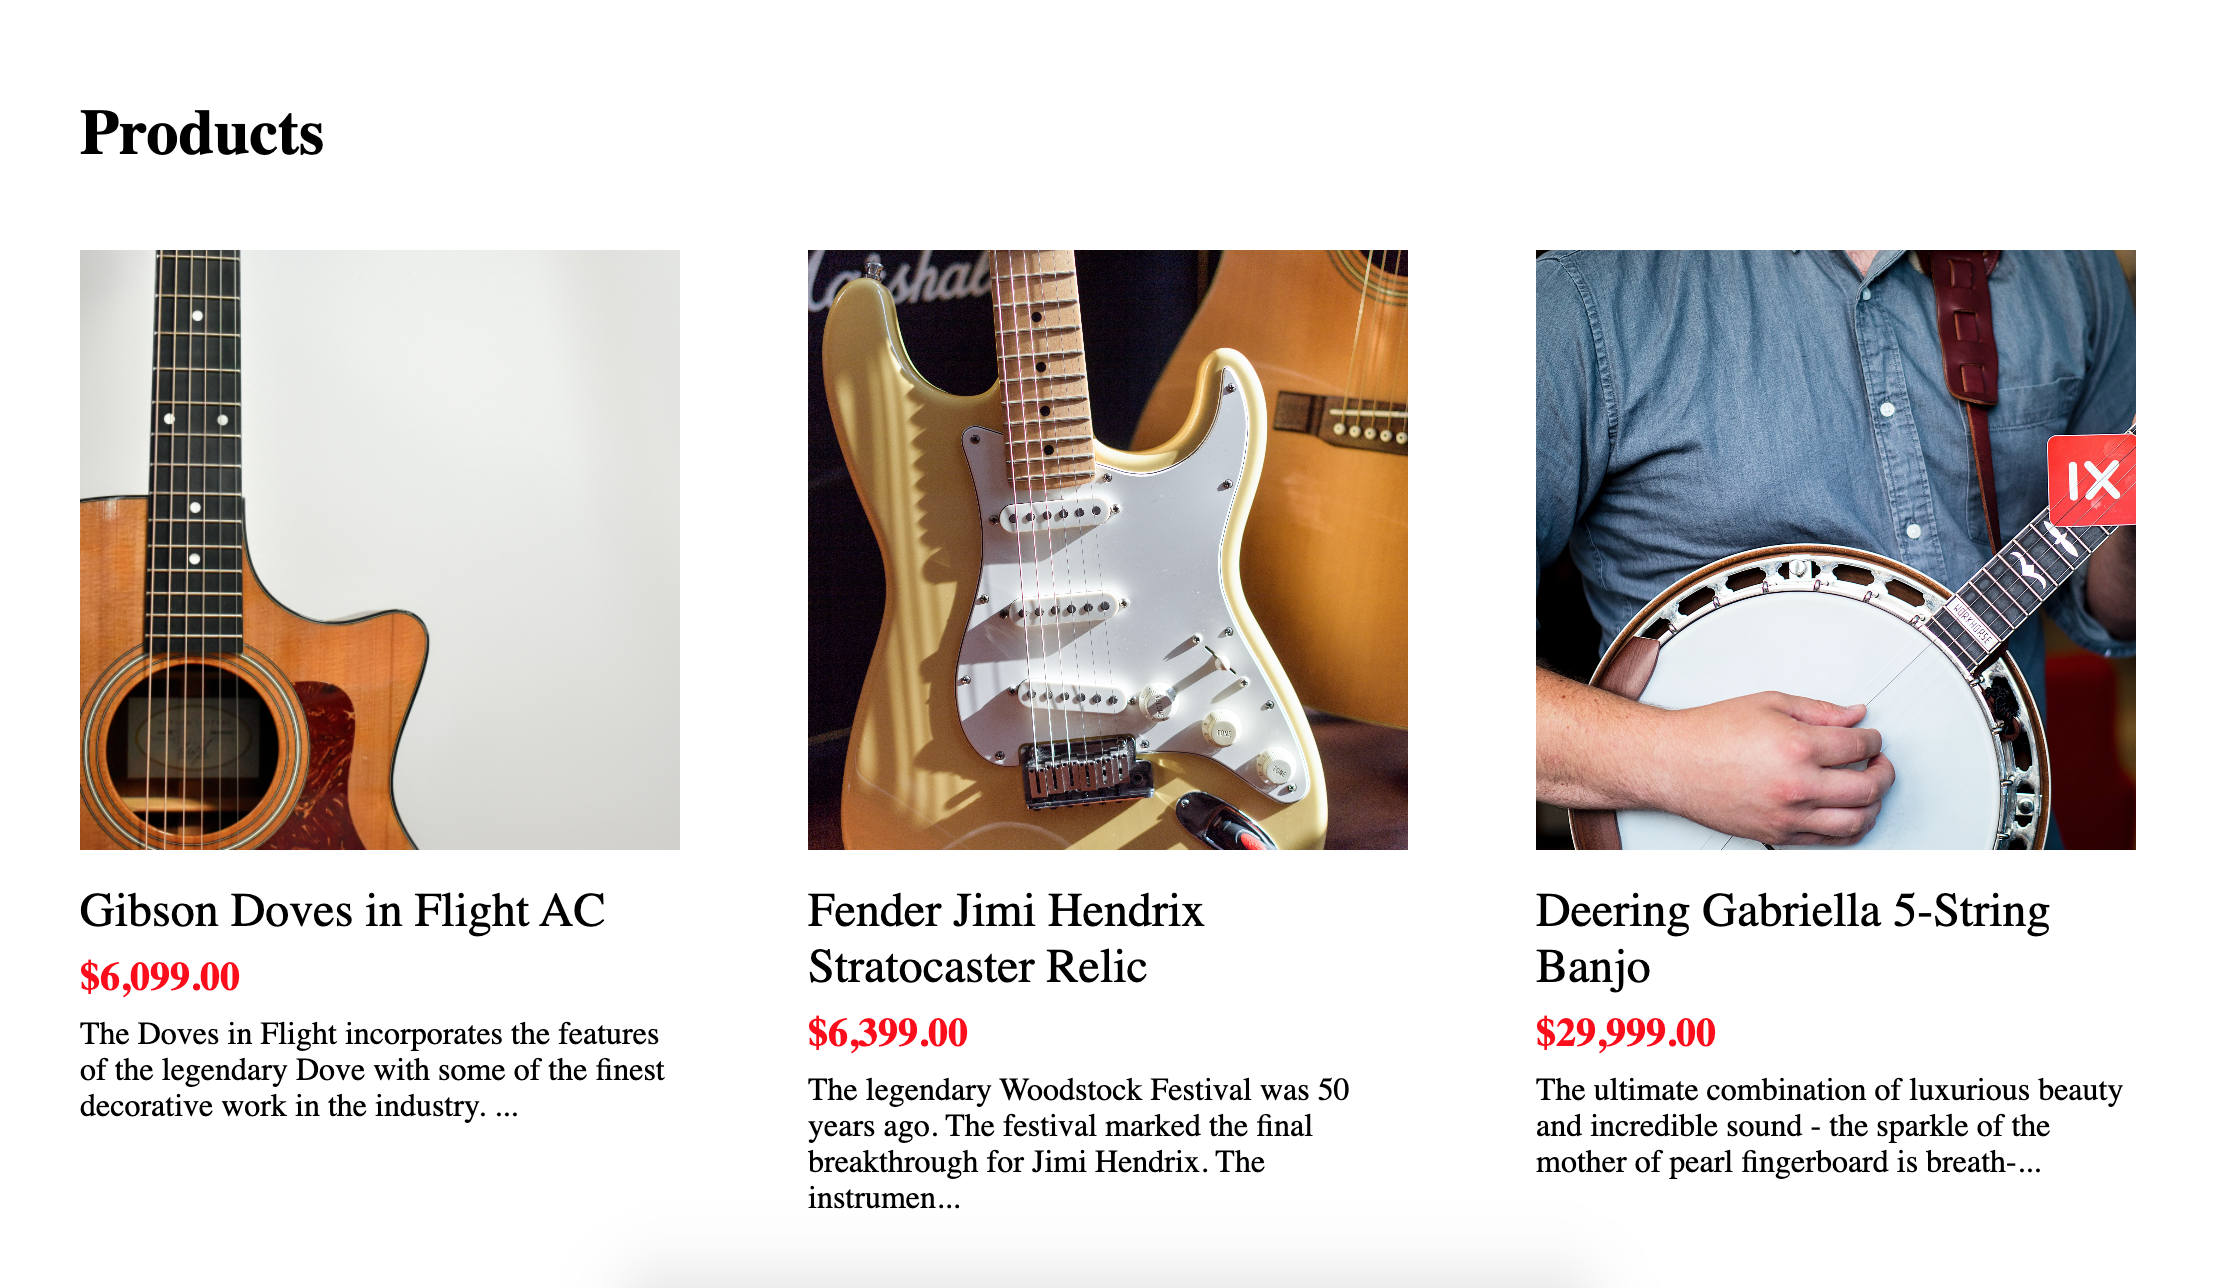 Products
Marshall
IX
WORKHORSE
TONE
TONE
Gibson Doves in Flight AC
$6,099.00
The Doves in Flight incorporates the features
of the legendary Dove with some of the finest
decorative work in the industry. ...
Fender Jimi Hendrix
Stratocaster Relic
$6,399.00
The legendary Woodstock Festival was 50
years ago. The festival marked the final
breakthrough for Jimi Hendrix. The
instrumen...
Deering Gabriella 5-String
Banjo
$29,999.00
The ultimate combination of luxurious beauty
and incredible sound - the sparkle of the
mother of pearl fingerboard is breath-...